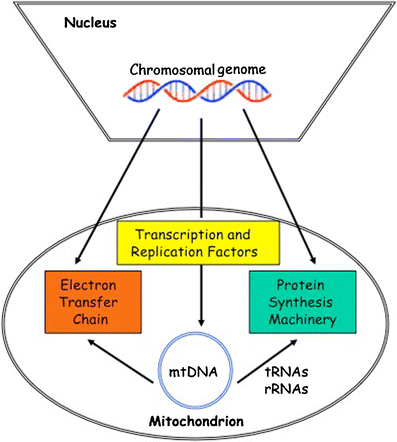 Nucleus
Chromosomal genome
Transcription and
Replication Factors
Electron
Transfer
Chain
Protein
Synthesis
Machinery
mtDNA
tRNAs
rRNAs
Mitochondrion